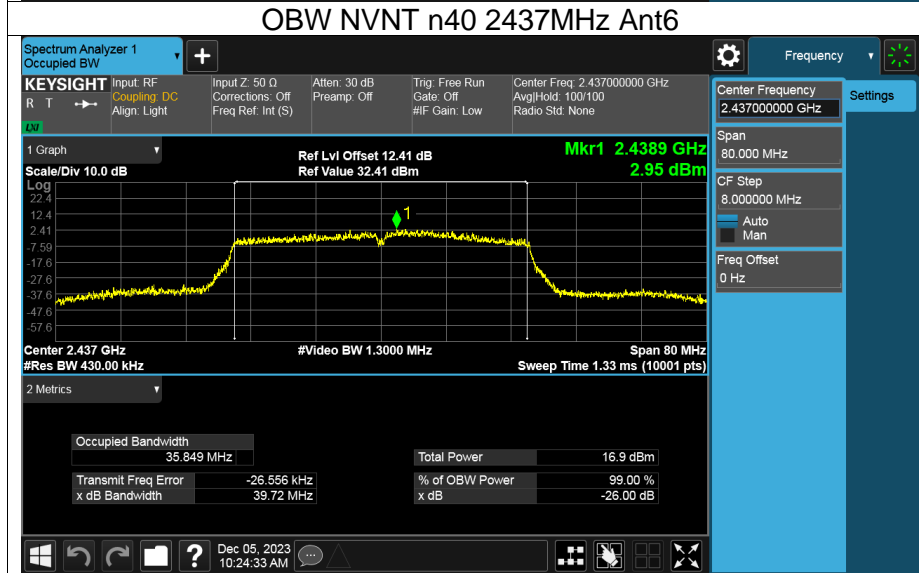 OBW NVNT n40 2437MHz Ant6
Spectrum Analyzer 1
Occupied BW
+
Frequency
KEYSIGHT
R T
LXI
Input: RF
Coupling: DC
Align: Light
Input Z: 50 Ω
Corrections: Off
Freq Ref: Int (S)
Atten: 30 dB
Preamp: Off
Trig: Free Run
Gate: Off
#IF Gain: Low
Center Freq: 2.437000000 GHz
Avg|Hold: 100/100
Radio Std: None
Center Frequency
2.437000000 GHz
Settings
Span
80.000 MHz
CF Step
8.000000 MHz
Auto
Man
Freq Offset
0 Hz
1 Graph
Scale/Div 10.0 dB
Ref Lvl Offset 12.41 dB
Ref Value 32.41 dBm
Mkr1 2.4389 GHz
2.95 dBm
Log
22.4
12.4
2.41
-7.59
-17.6
-27.6
-37.6
-47.6
-57.6
1
Center 2.437 GHz
#Res BW 430.00 kHz
#Video BW 1.3000 MHz
Span 80 MHz
Sweep Time 1.33 ms (10001 pts)
2 Metrics
Occupied Bandwidth
35.849 MHz
Transmit Freq Error -26.556 kHz
x dB Bandwidth 39.72 MHz
Total Power 16.9 dBm
% of OBW Power 99.00 %
x dB -26.00 dB
?
Dec 05, 2023
10:24:33 AM